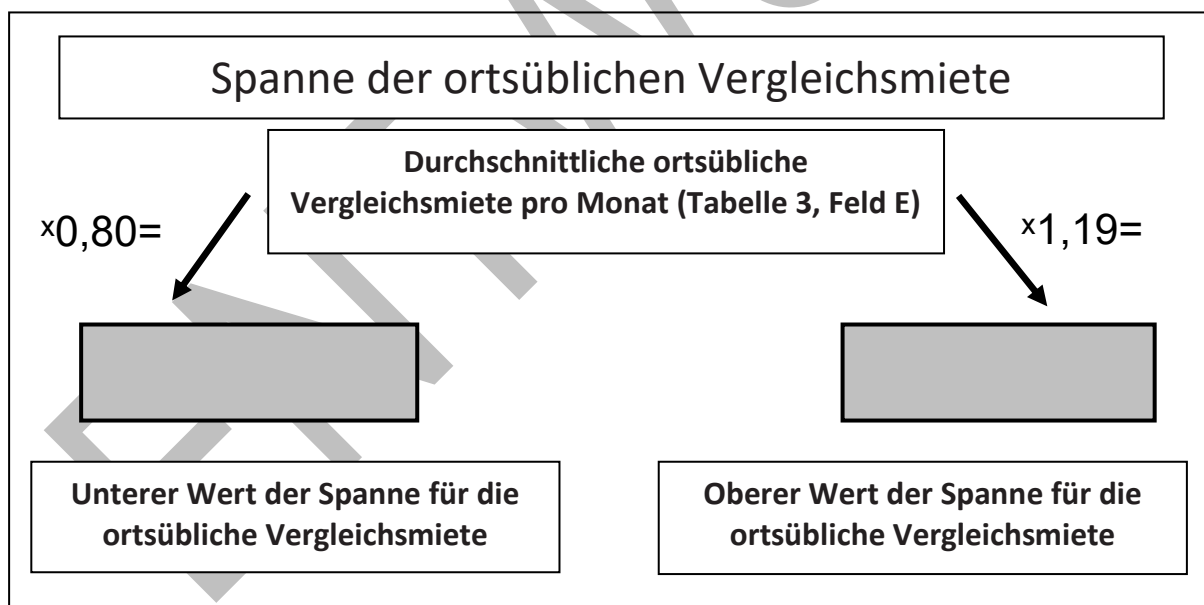 Spanne der ortsüblichen Vergleichsmiete
Durchschnittliche ortsübliche
Vergleichsmiete pro Monat (Tabelle 3, Feld E)
x0,80=
x1,19=
Unterer Wert der Spanne für die
ortsübliche Vergleichsmiete
Oberer Wert der Spanne für die
ortsübliche Vergleichsmiete